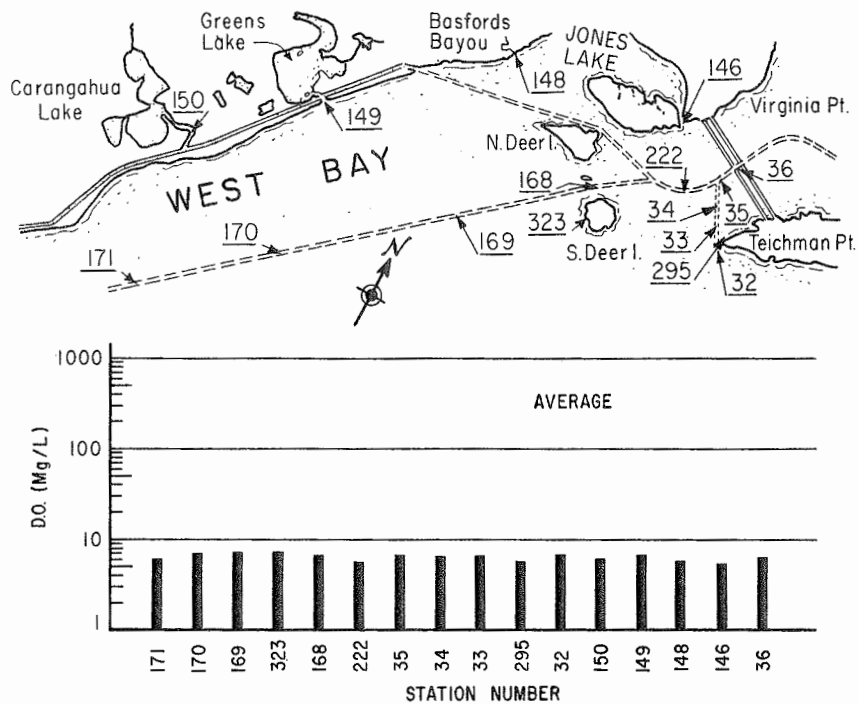 Greens
Lake
Basfords
Bayou
JONES
LAKE
146
148
Carangahua
Lake
150
149
Virginia Pt.
N. Deer I.
222
36
WEST BAY
168
34
35
323
170
169
33
Teichman Pt.
S. Deer I.
171
295
32
N
1000
100
10
1
D.O. (Mg/L)
AVERAGE
171 170 169 323 168 222 35 34 33 295 32 150 149 148 146 36
STATION NUMBER